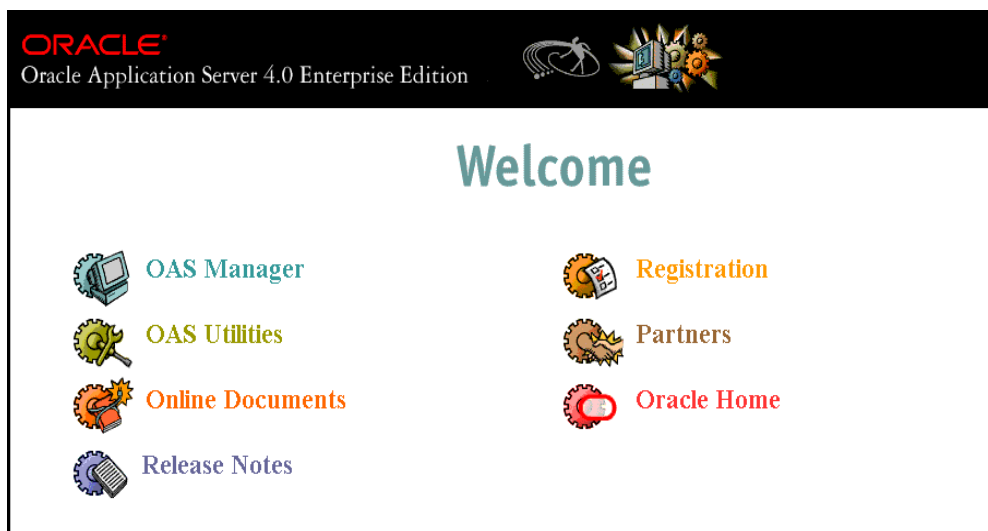 ORACLE®
Oracle Application Server 4.0 Enterprise Edition
Welcome
OAS Manager
Registration
OAS Utilities
Partners
Online Documents
Oracle Home
Release Notes